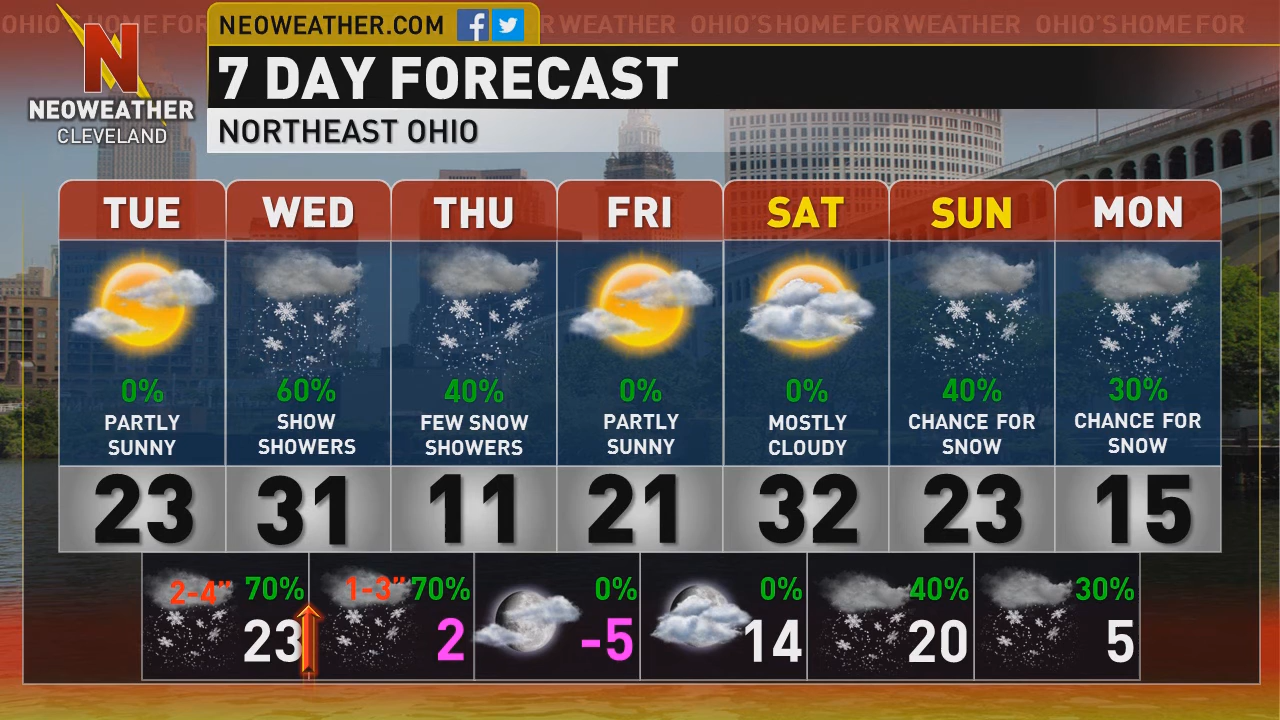 OHIO'S HOME FOR WEATHER OHIO'S HOME FOR WEATHER OHIO'S HOME FOR
NEOWEATHER.COM
N
NEOWEATHER
CLEVELAND
7 DAY FORECAST
NORTHEAST OHIO
TUE WED THU FRI SAT SUN MON
0% 60% 40% 0% 0% 40% 30%
PARTLY SHOW FEW SNOW PARTLY MOSTLY CHANCE FOR CHANCE FOR
SUNNY SHOWERS SHOWERS SUNNY CLOUDY SNOW SNOW
23 31 11 21 32 23 15
2-4" 70% 1-3" 70% 0% 0% 40% 30%
23 2 -5 14 20 5